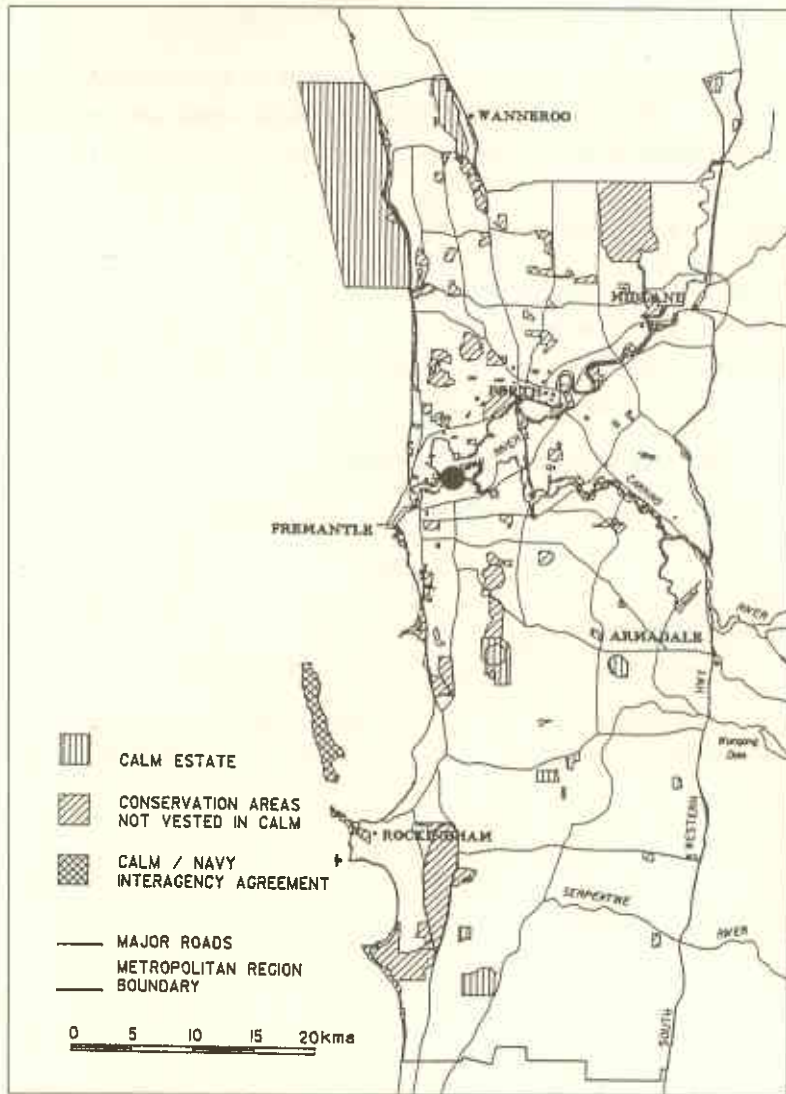 WANNEROO
MIDLAND
PERTH
RIVER
CANNING
FREMANTLE
RIVER
ARMADALE
HWY
Wungong
Dam
CALM ESTATE
CONSERVATION AREAS
NOT VESTED IN CALM
ROCKINGHAM
WESTERN
CALM / NAVY
INTERAGENCY AGREEMENT
SERPENTINE
RIVER
MAJOR ROADS
METROPOLITAN REGION
BOUNDARY
SOUTH
0 5 10 15 20kms